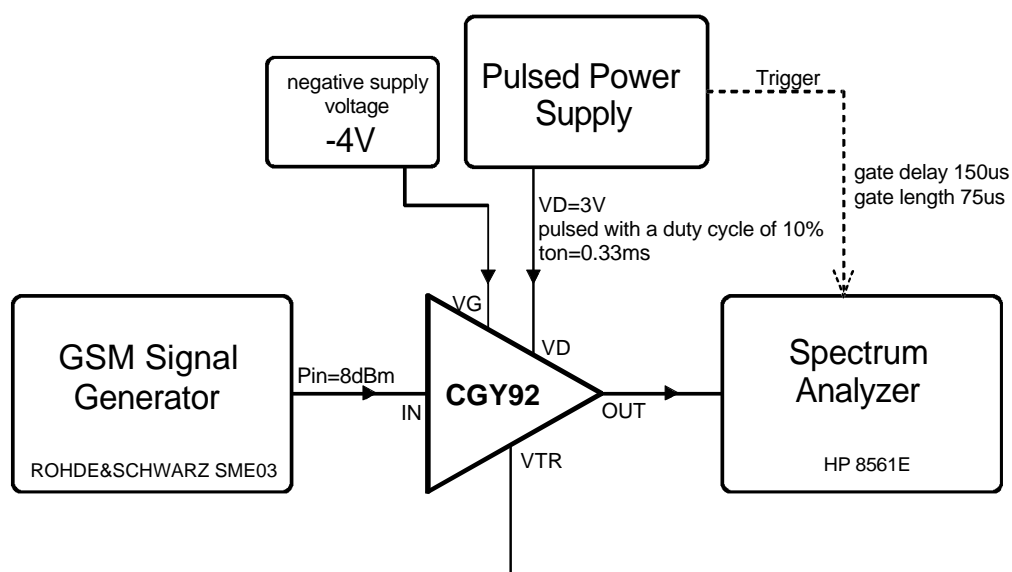 negative supply
voltage
-4V
Pulsed Power
Supply
Trigger
gate delay 150us
gate length 75us
VD=3V
pulsed with a duty cycle of 10%
ton=0.33ms
GSM Signal
Generator
ROHDE&SCHWARZ SME03
Pin=8dBm
IN
VG
VD
CGY92
OUT
VTR
Spectrum
Analyzer
HP 8561E